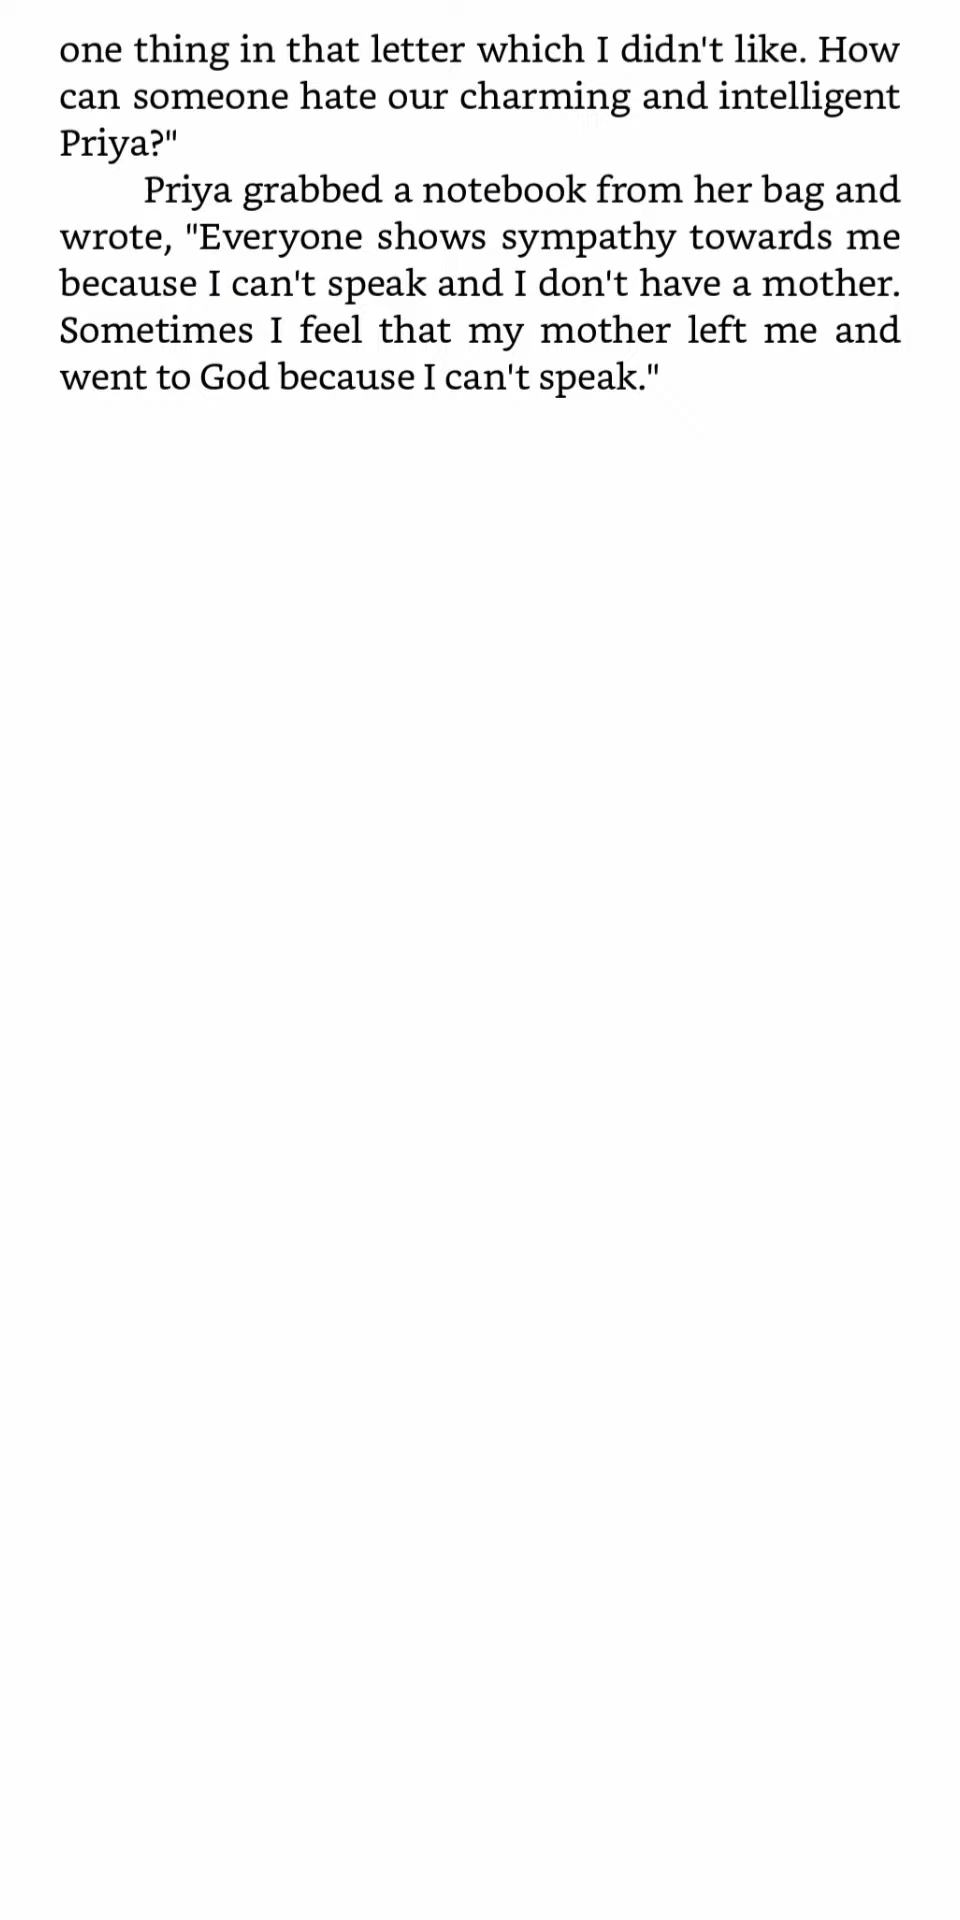 one thing in that letter which I didn't like. How
can someone hate our charming and intelligent
Priya?"
Priya grabbed a notebook from her bag and
wrote, "Everyone shows sympathy towards me
because I can't speak and I don't have a mother.
Sometimes I feel that my mother left me and
went to God because I can't speak."